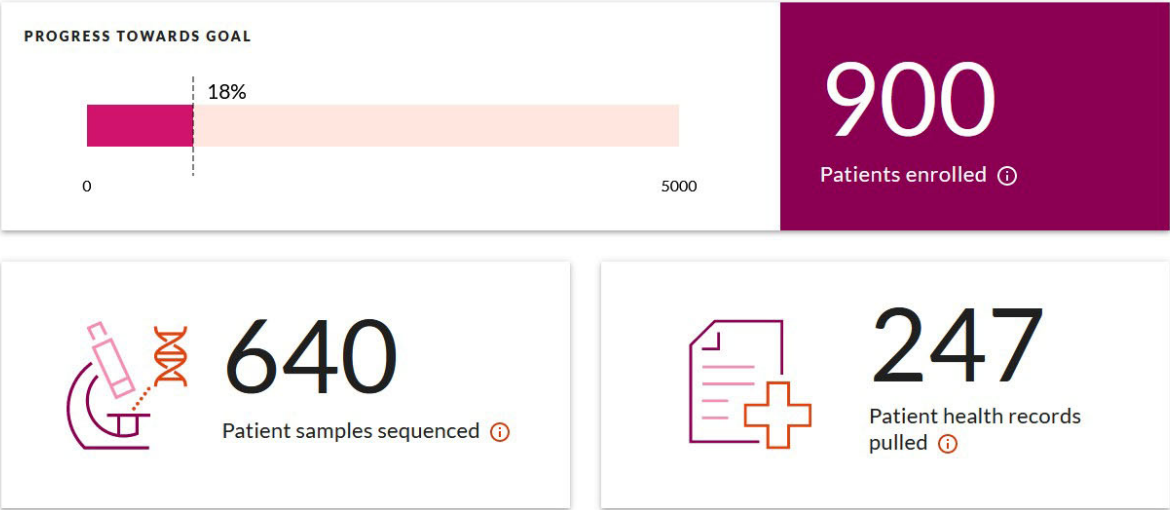 PROGRESS TOWARDS GOAL
18%
0
5000
900
Patients enrolled
640
Patient samples sequenced
247
Patient health records
pulled